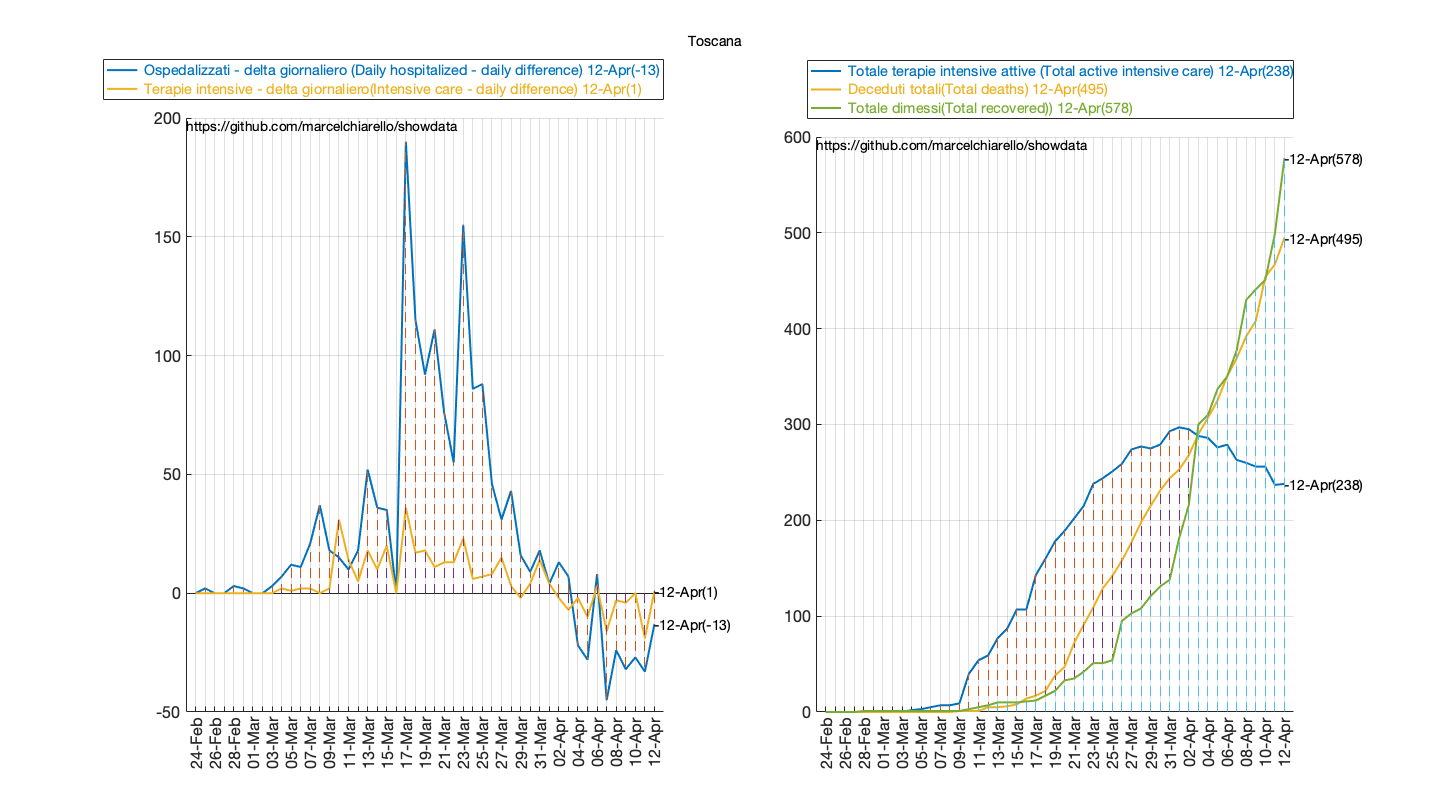 Toscana
Ospedalizzati - delta giornaliero (Daily hospitalized - daily difference) 12-Apr(-13)
Terapie intensive - delta giornaliero(Intensive care - daily difference) 12-Apr(1)
https://github.com/marcelchiarello/showdata
200
150
100
50
0
-50
12-Apr(1)
12-Apr(-13)
24-Feb
26-Feb
28-Feb
01-Mar
03-Mar
05-Mar
07-Mar
09-Mar
11-Mar
13-Mar
15-Mar
17-Mar
19-Mar
21-Mar
23-Mar
25-Mar
27-Mar
29-Mar
31-Mar
02-Apr
04-Apr
06-Apr
08-Apr
10-Apr
12-Apr
Totale terapie intensive attive (Total active intensive care) 12-Apr(238)
Deceduti totali(Total deaths) 12-Apr(495)
Totale dimessi(Total recovered)) 12-Apr(578)
https://github.com/marcelchiarello/showdata
600
500
400
300
200
100
0
12-Apr(578)
12-Apr(495)
12-Apr(238)
24-Feb
26-Feb
28-Feb
01-Mar
03-Mar
05-Mar
07-Mar
09-Mar
11-Mar
13-Mar
15-Mar
17-Mar
19-Mar
21-Mar
23-Mar
25-Mar
27-Mar
29-Mar
31-Mar
02-Apr
04-Apr
06-Apr
08-Apr
10-Apr
12-Apr